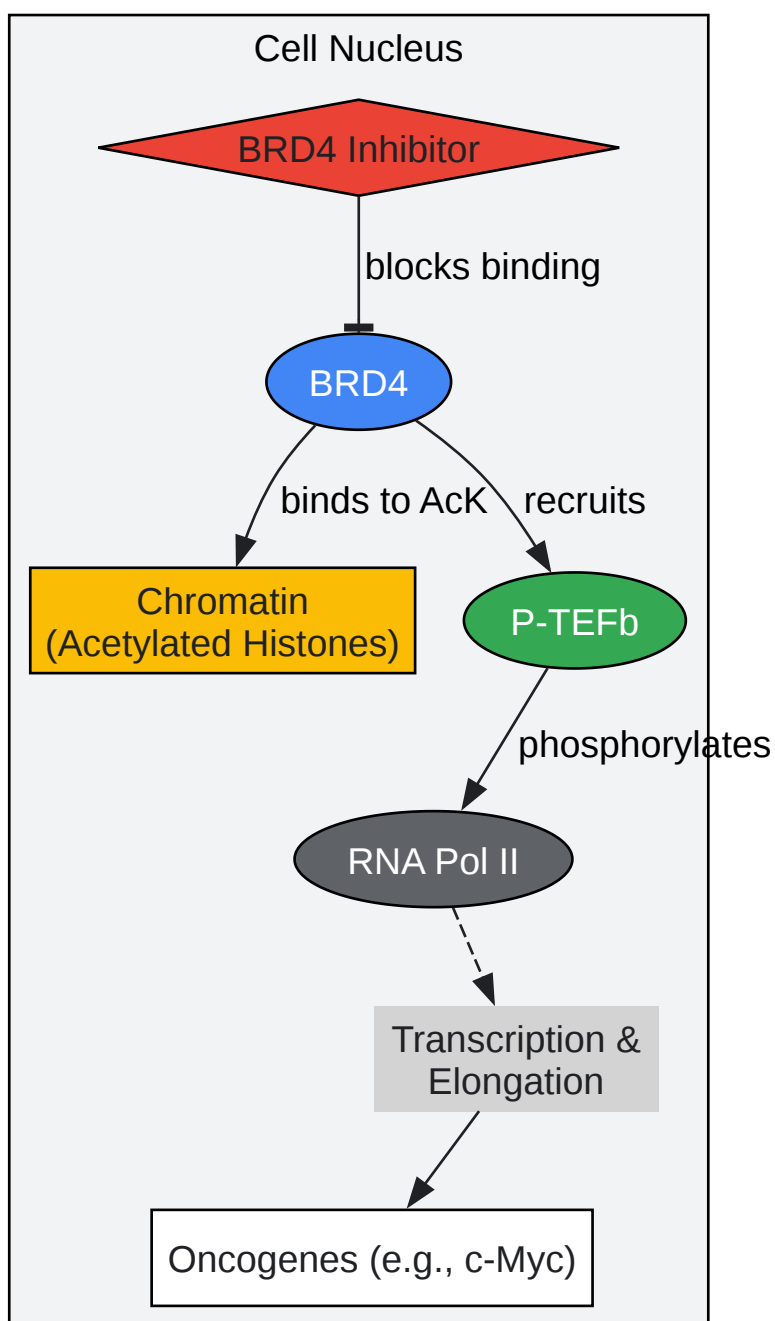 Cell Nucleus
BRD4 Inhibitor
blocks binding
BRD4
binds to AcK
recruits
Chromatin
(Acetylated Histones)
P-TEFb
phosphorylates
RNA Pol II
Transcription &
Elongation
Oncogenes (e.g., c-Myc)